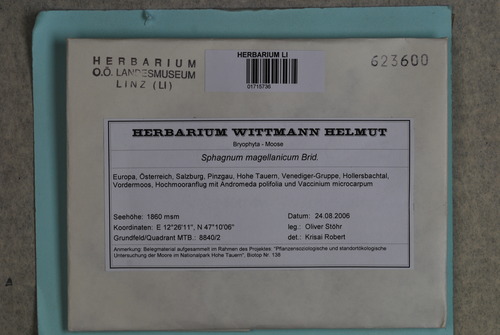 HERBARIUM
O.Ö. LANDESMUSEUM
LINZ (LI)
HERBARIUM LI
01715736
623600
HERBARIUM WITTMANN HELMUT
Bryophyta - Moose
Sphagnum magellanicum Brid.
Europa, Österreich, Salzburg, Pinzgau, Hohe Tauern, Venediger-Gruppe, Hollersbachtal,
Vordermoos, Hochmooranflug mit Andromeda polifolia und Vaccinium microcarpum
Seehöhe: 1860 msm
Datum: 24.08.2006
Koordinaten: E 12°26'11", N 47°10'06"
leg.: Oliver Stöhr
Grundfeld/Quadrant MTB.: 8840/2
det.: Krisai Robert
Anmerkung: Belegmaterial aufgesammelt im Rahmen des Projektes: "Pflanzensoziologische und standortökologische
Untersuchung der Moore im Nationalpark Hohe Tauern", Biotop Nr. 138